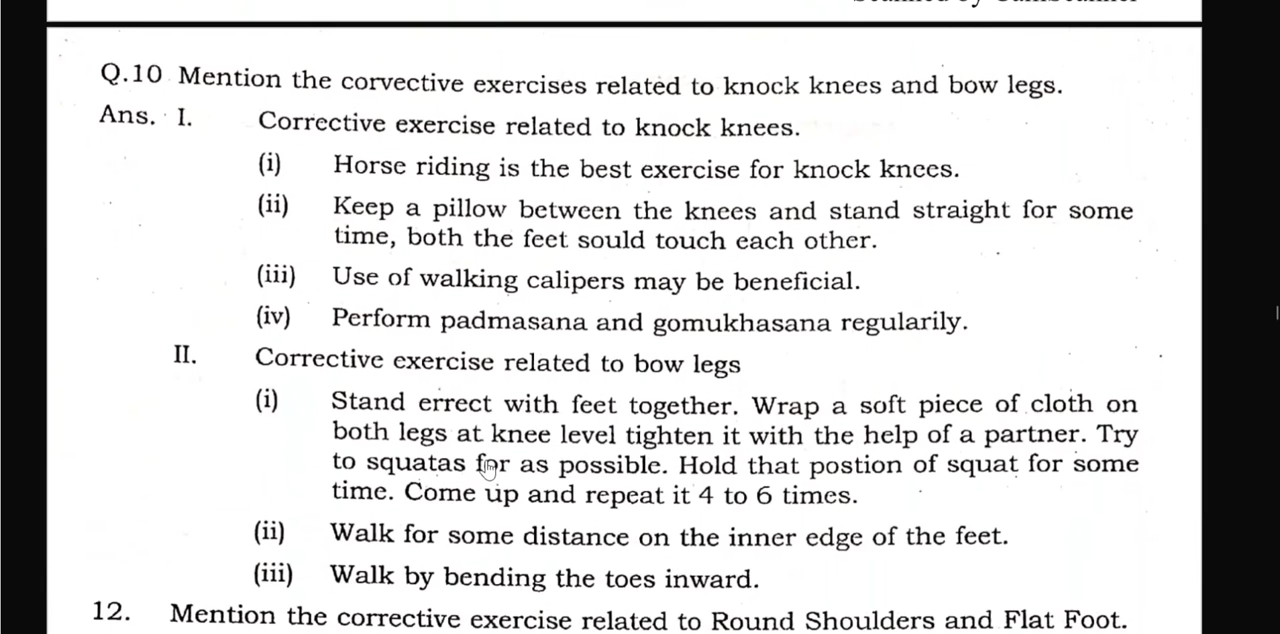 Q.10 Mention the corvective exercises related to knock knees and bow legs.
Ans. I. Corrective exercise related to knock knees.
(i) Horse riding is the best exercise for knock knees.
(ii) Keep a pillow between the knees and stand straight for some
time, both the feet sould touch each other.
(iii) Use of walking calipers may be beneficial.
(iv) Perform padmasana and gomukhasana regularily.
II. Corrective exercise related to bow legs
(i) Stand errect with feet together. Wrap a soft piece of cloth on
both legs at knee level tighten it with the help of a partner. Try
to squatas for as possible. Hold that postion of squat for some
time. Come up and repeat it 4 to 6 times.
(ii) Walk for some distance on the inner edge of the feet.
(iii) Walk by bending the toes inward.
12. Mention the corrective exercise related to Round Shoulders and Flat Foot.